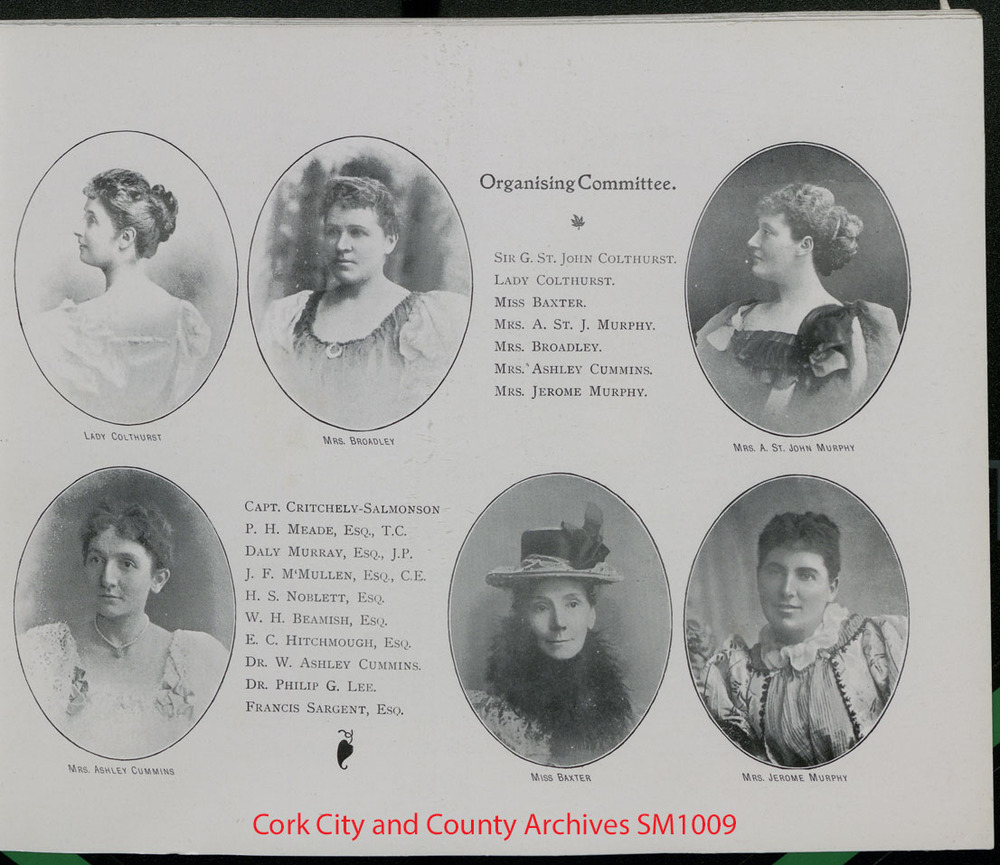 Organising Committee.
SIR G. ST. JOHN COLTHURST.
LADY COLTHURST.
MISS BAXTER.
MRS. A. ST. J. MURPHY.
MRS. BROADLEY.
MRS. ASHLEY CUMMINS.
MRS. JEROME MURPHY.
LADY COLTHURST
MRS. BROADLEY
MRS. A. ST. JOHN MURPHY
CAPT. CRITCHELY-SALMONSON
P. H. MEADE, ESQ., T.C.
DALY MURRAY, ESQ., J.P.
J. F. M‘MULLEN, ESQ., C.E.
H. S. NOBLETT, ESQ.
W. H. BEAMISH, ESQ.
E. C. HITCHMOUGH, ESQ.
DR. W. ASHLEY CUMMINS.
DR. PHILIP G. LEE.
FRANCIS SARGENT, ESQ.
MRS. ASHLEY CUMMINS
MISS BAXTER
MRS. JEROME MURPHY
Cork City and County Archives SM1009